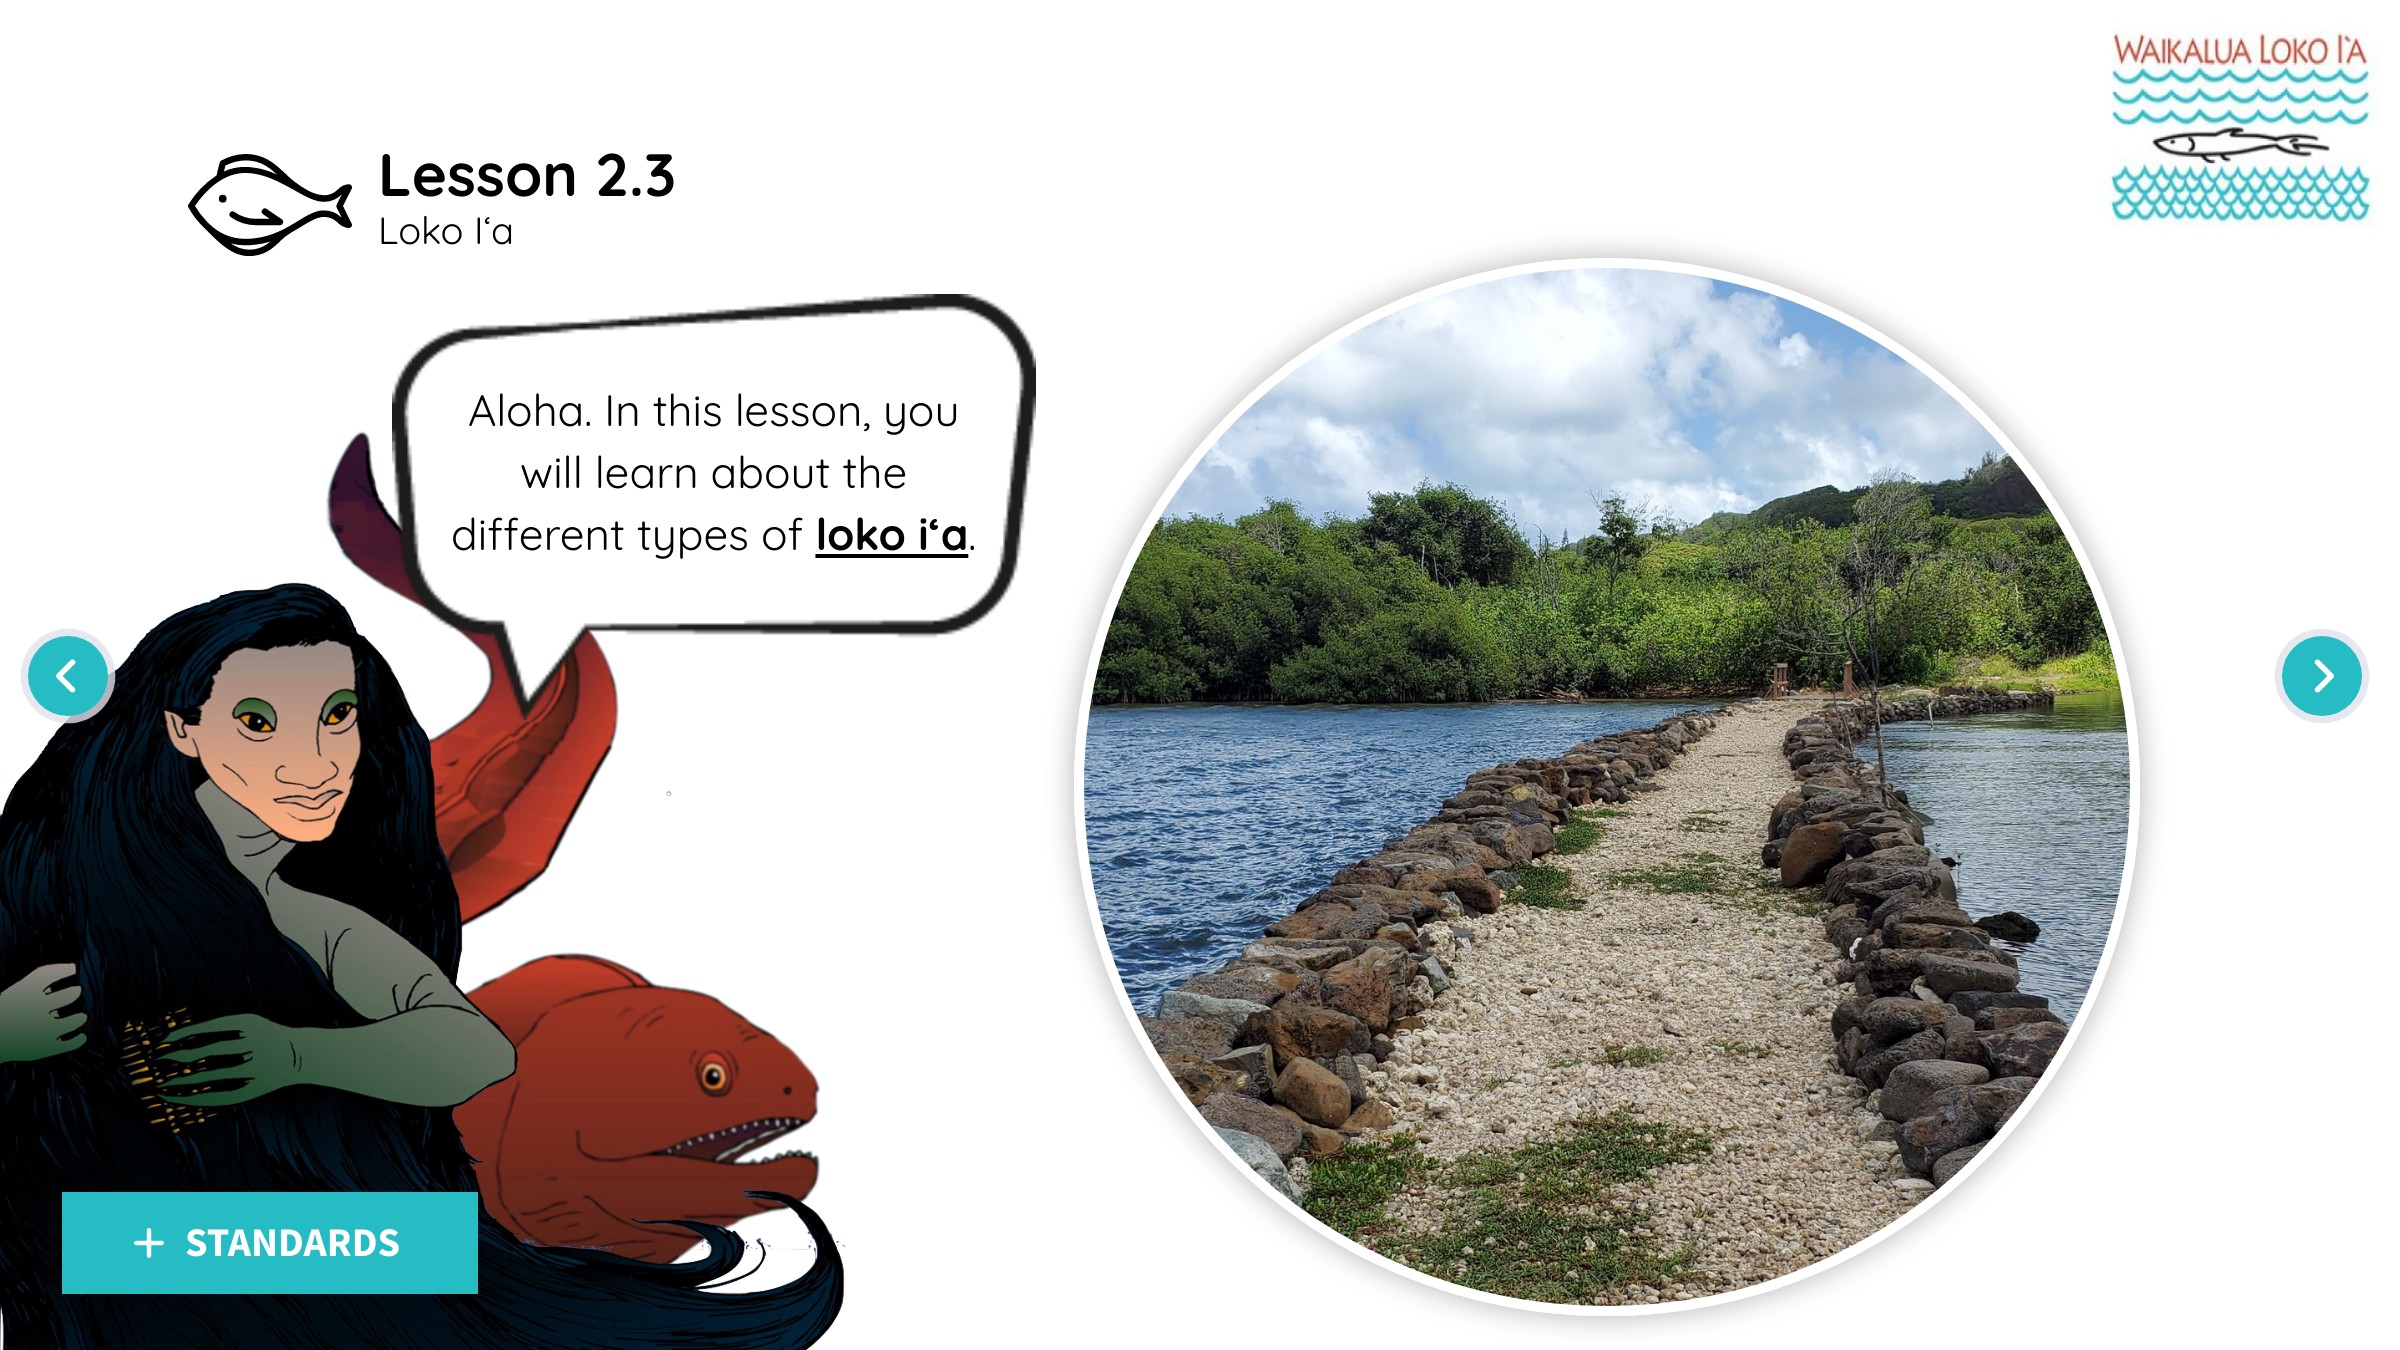 WAIKALUA LOKO I‘A
Lesson 2.3
Loko I‘a
Aloha. In this lesson, you
will learn about the
different types of loko i‘a.
+ STANDARDS